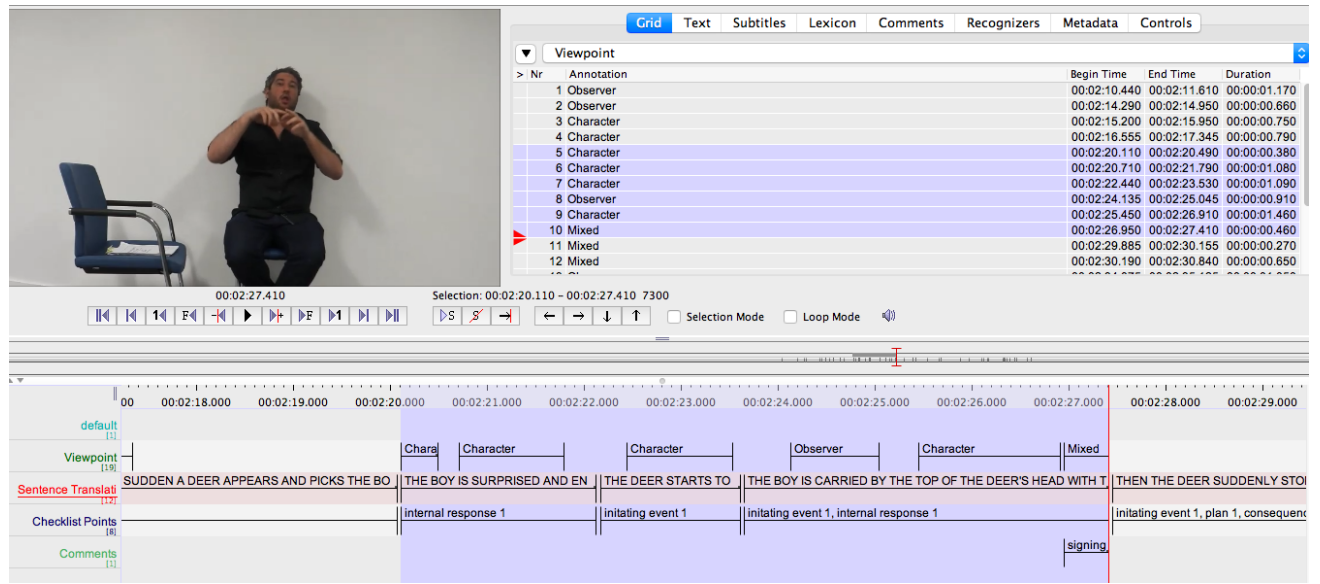 Grid Text Subtitles Lexicon Comments Recognizers Metadata Controls
Viewpoint
> Nr Annotation Begin Time End Time Duration
1 Observer 00:02:10.440 00:02:11.610 00:00:01.170
2 Observer 00:02:14.290 00:02:14.950 00:00:00.660
3 Character 00:02:15.200 00:02:15.950 00:00:00.750
4 Character 00:02:16.555 00:02:17.345 00:00:00.790
5 Character 00:02:20.110 00:02:20.490 00:00:00.380
6 Character 00:02:20.710 00:02:21.790 00:00:01.080
7 Character 00:02:22.440 00:02:23.530 00:00:01.090
8 Observer 00:02:24.135 00:02:25.045 00:00:00.910
9 Character 00:02:25.450 00:02:26.910 00:00:01.460
10 Mixed 00:02:26.950 00:02:27.410 00:00:00.460
11 Mixed 00:02:29.885 00:02:30.155 00:00:00.270
12 Mixed 00:02:30.190 00:02:30.840 00:00:00.650
00:02:27.410 Selection: 00:02:20.110 - 00:02:27.410 7300
1 F F 1 S S Selection Mode Loop Mode
00 00:02:18.000 00:02:19.000 00:02:20.000 00:02:21.000 00:02:22.000 00:02:23.000 00:02:24.000 00:02:25.000 00:02:26.000 00:02:27.000 00:02:28.000 00:02:29.000
default
[1]
Viewpoint Chara Character Character Observer Character Mixed
[19]
Sentence Translati SUDDEN A DEER APPEARS AND PICKS THE BO THE BOY IS SURPRISED AND EN THE DEER STARTS TO THE BOY IS CARRIED BY THE TOP OF THE DEER'S HEAD WITH T THEN THE DEER SUDDENLY STO
[12]
Checklist Points internal response 1 initating event 1 initating event 1, internal response 1 initating event 1, plan 1, consequenc
[8]
Comments signing
[1]